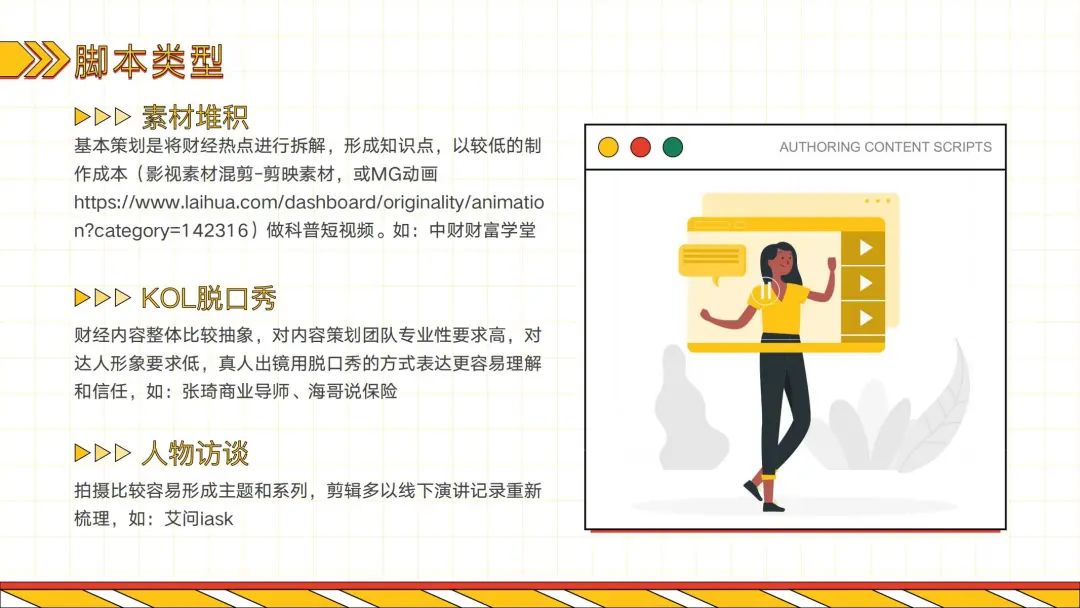 脚本类型
素材堆积
基本策划是将财经热点进行拆解，形成知识点，以较低的制
作成本（影视素材混剪-剪映素材，或MG动画
https://www.laihua.com/dashboard/originality/animatio
n?category=142316）做科普短视频。如：中财财富学堂
KOL脱口秀
财经内容整体比较抽象，对内容策划团队专业性要求高，对
达人形象要求低，真人出镜用脱口秀的方式表达更容易理解
和信任，如：张琦商业导师、海哥说保险
人物访谈
拍摄比较容易形成主题和系列，剪辑多以线下演讲记录重新
梳理，如：艾问iask
AUTHORING CONTENT SCRIPTS